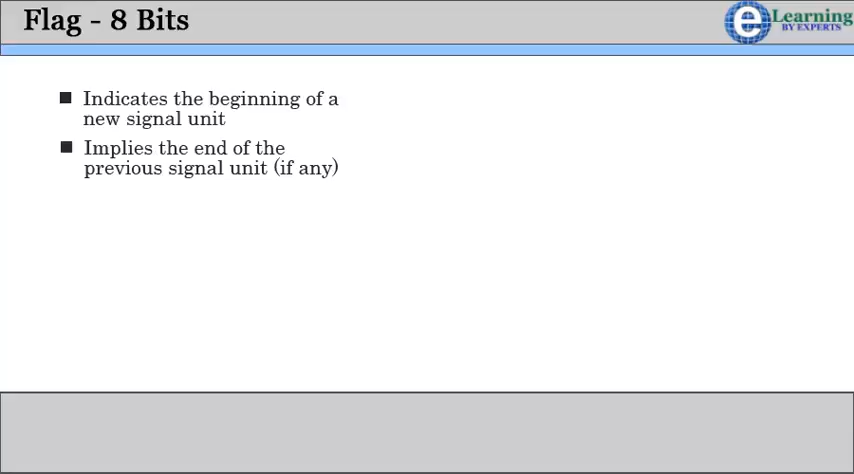 Flag - 8 Bits
e Learning
BY EXPERTS
Indicates the beginning of a
new signal unit
Implies the end of the
previous signal unit (if any)